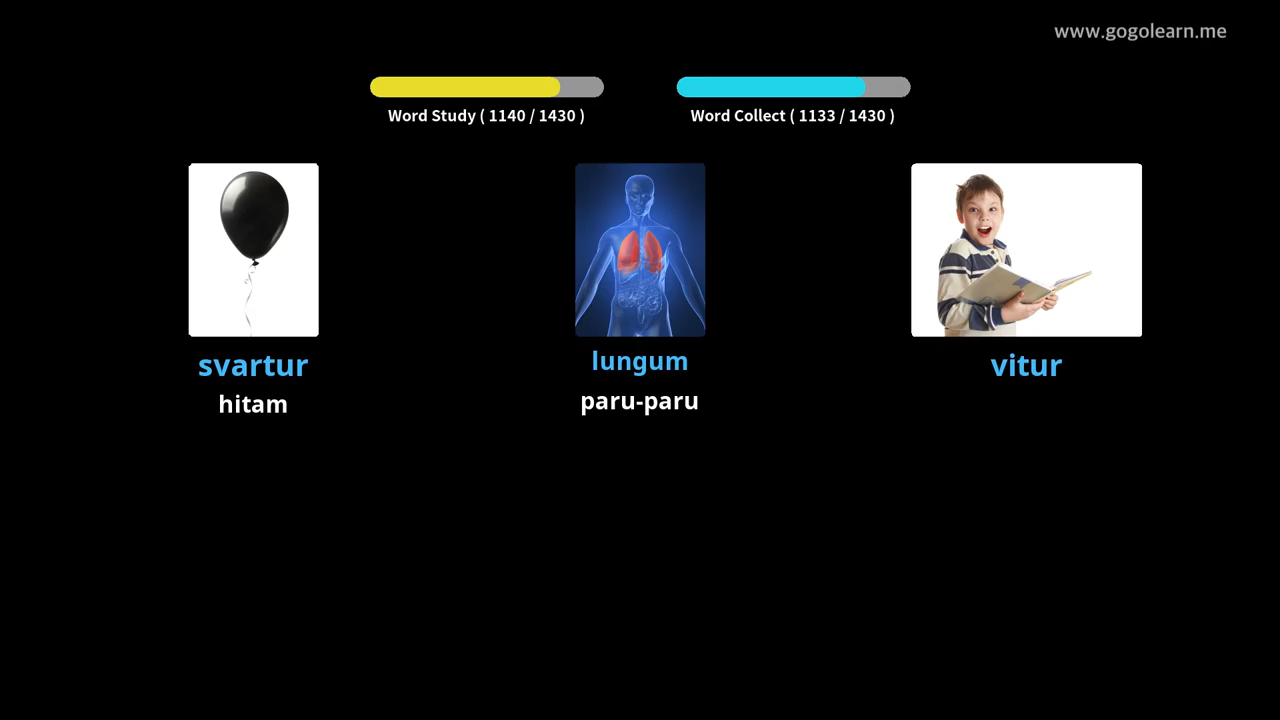 www.gogolearn.me
Word Study ( 1140 / 1430 )
Word Collect ( 1133 / 1430 )
svartur
hitam
lungum
paru-paru
vitur